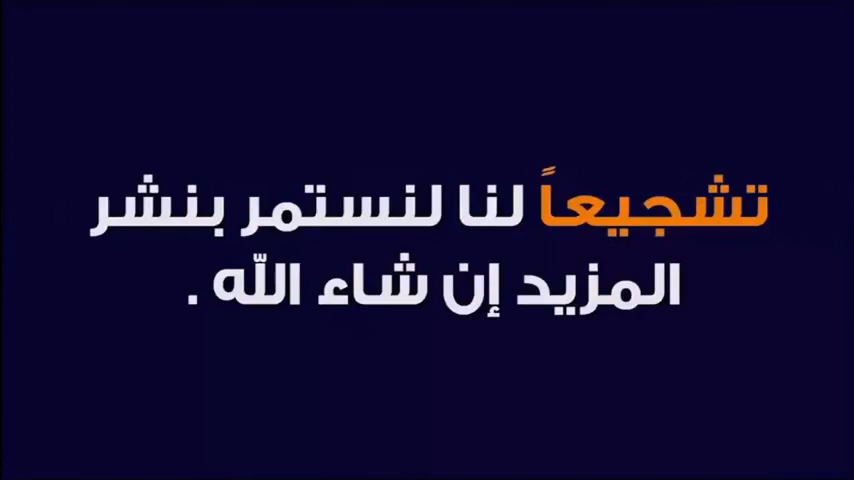 تشجيعاً لنا لنستمر بنشر
المزيد إن شاء الله .